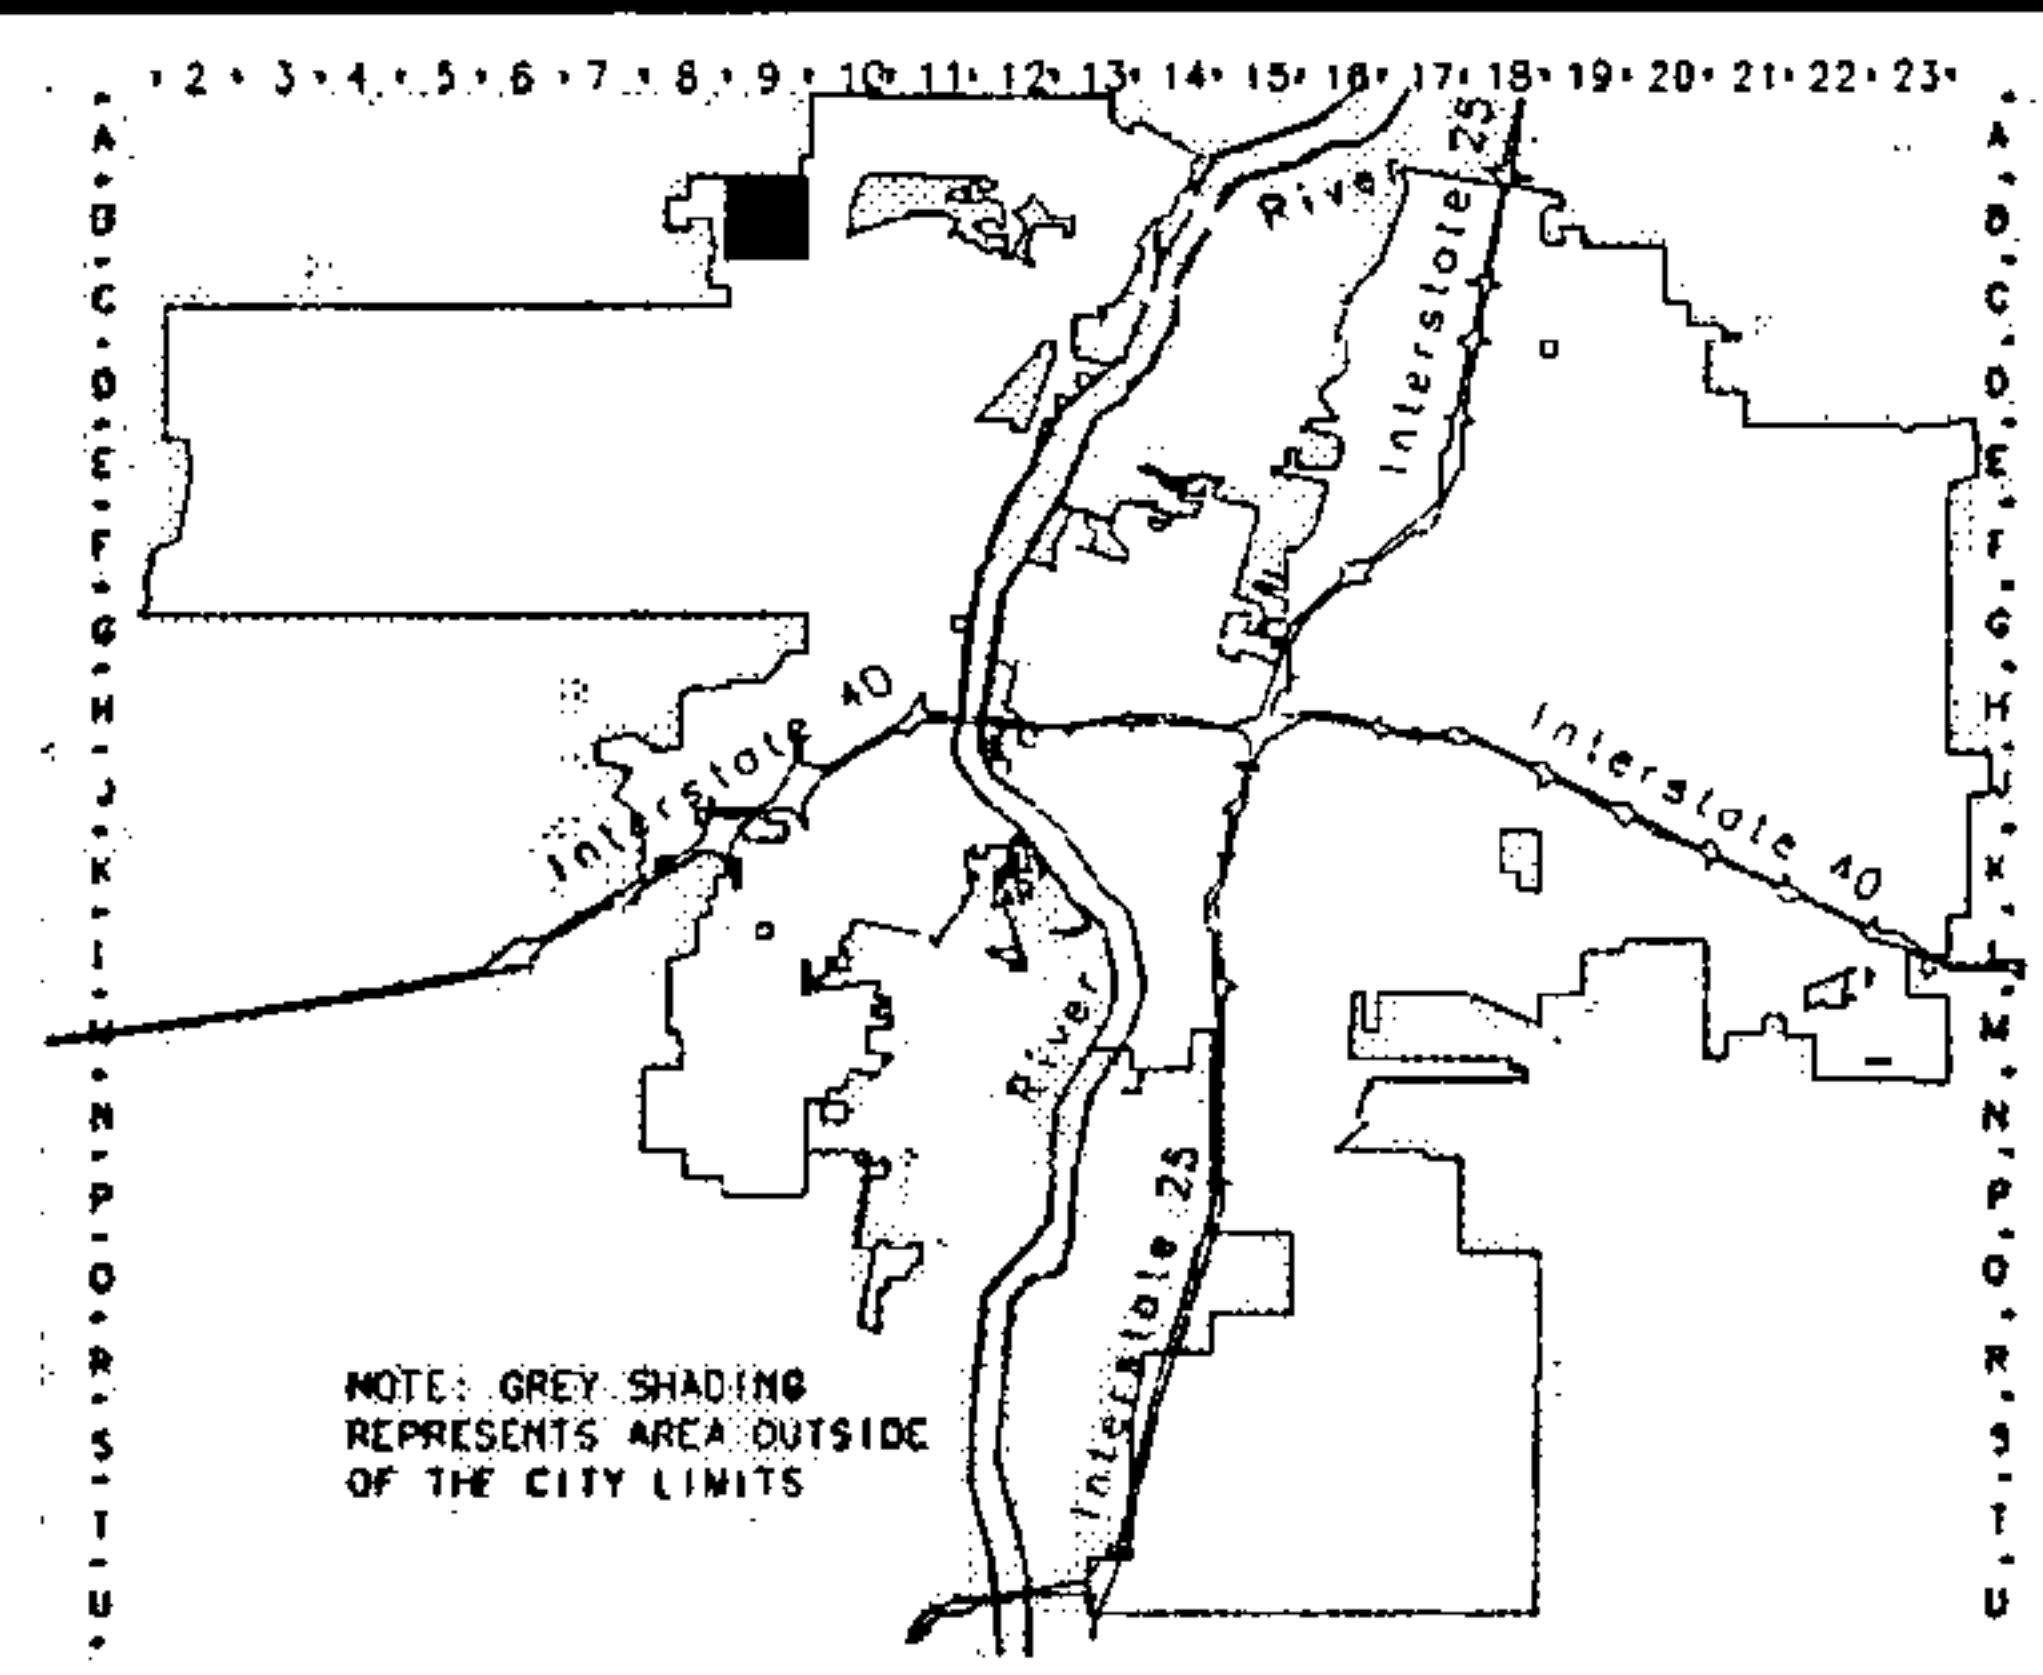 2 3 4 5 6 7 8 9 10 11 12 13 14 15 16 17 18 19 20 21 22 23
A A
B B
C C
D D
E E
F F
G G
H H
J J
K K
L L
M M
N N
P P
Q Q
R R
S S
T T
U U
River
Interstate 25
Interstate 40
Interstate 40
River
Interstate 25
NOTE: GREY SHADING
REPRESENTS AREA OUTSIDE
OF THE CITY LIMITS